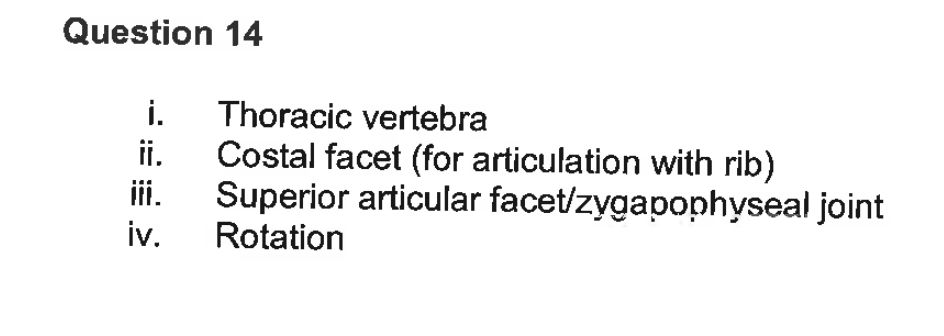 Question 14
i. Thoracic vertebra
ii. Costal facet (for articulation with rib)
iii. Superior articular facet/zygapophyseal joint
iv. Rotation